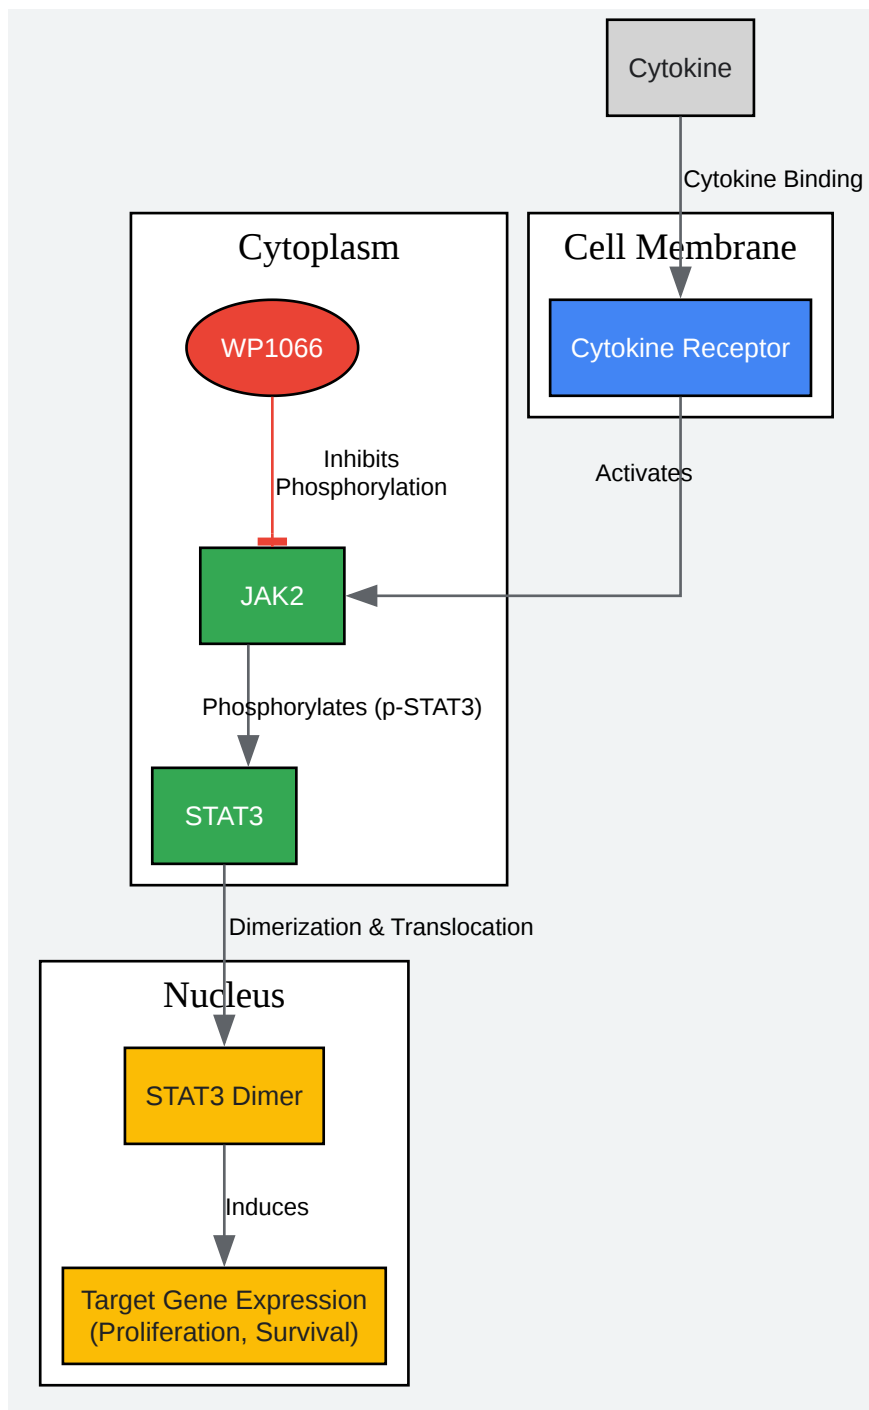 Cytokine
Cytokine Binding
Cytoplasm
Cell Membrane
WP1066
Cytokine Receptor
Inhibits
Phosphorylation
Activates
JAK2
Phosphorylates (p-STAT3)
STAT3
Dimerization & Translocation
Nucleus
STAT3 Dimer
Induces
Target Gene Expression
(Proliferation, Survival)